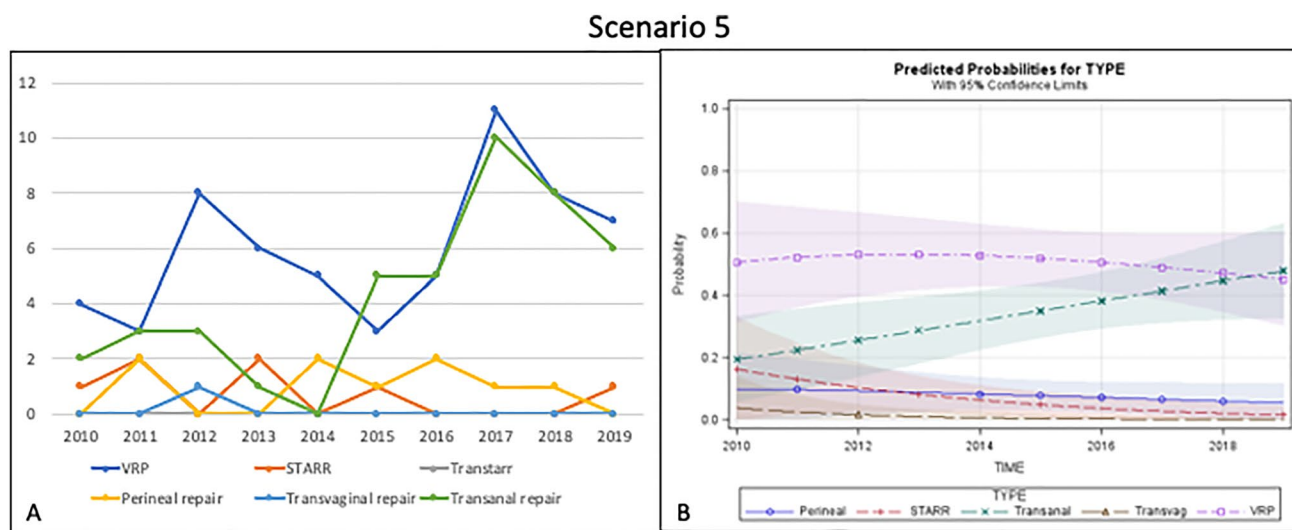 Scenario 5
12
10
8
6
4
2
0
2010 2011 2012 2013 2014 2015 2016 2017 2018 2019
VRP STARR Transtarr
Perineal repair Transvaginal repair Transanal repair
A
Predicted Probabilities for TYPE
With 95% Confidence Limits
1.0
0.8
0.6
0.4
0.2
0.0
Probability
2010 2012 2014 2016 2018
TIME
TYPE
Perineal STARR Transanal Transvag VRP
B